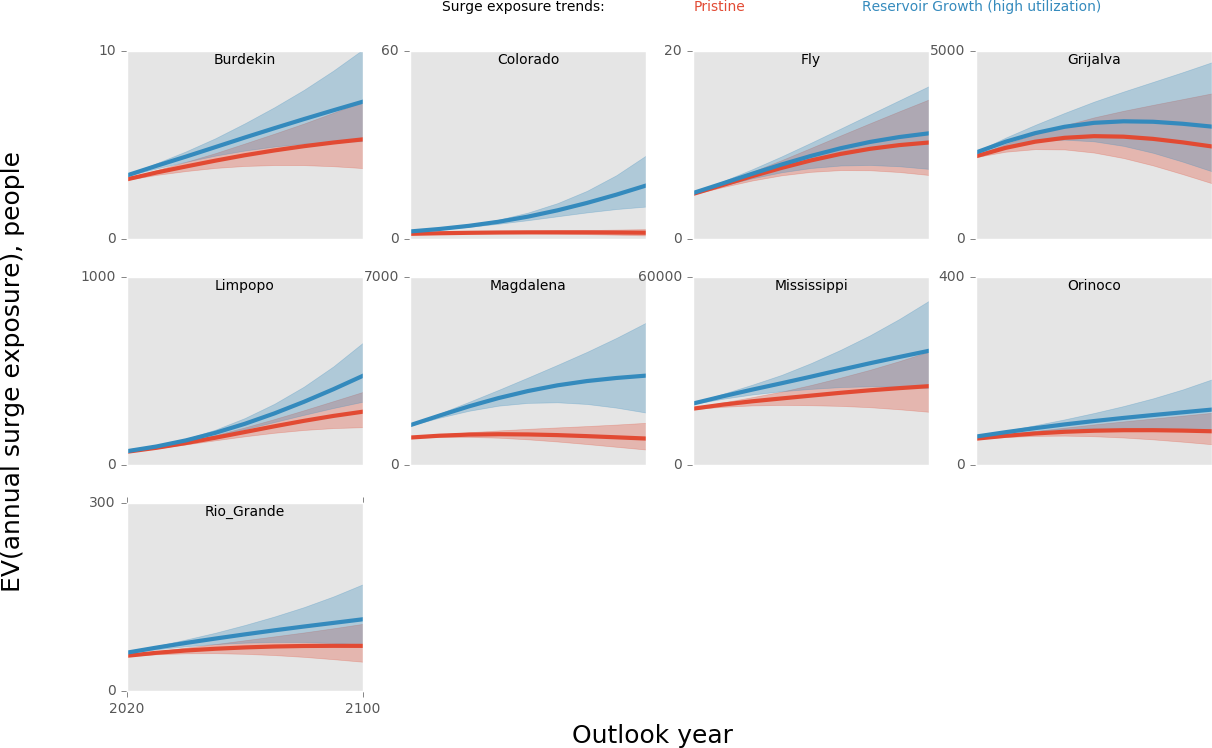 Surge exposure trends: Pristine Reservoir Growth (high utilization)
EV(annual surge exposure), people
10 Burdekin 0
60 Colorado 0
20 Fly 0
5000 Grijalva 0
1000 Limpopo 0
7000 Magdalena 0
60000 Mississippi 0
400 Orinoco 0
300 Rio_Grande 0
2020 2100
Outlook year